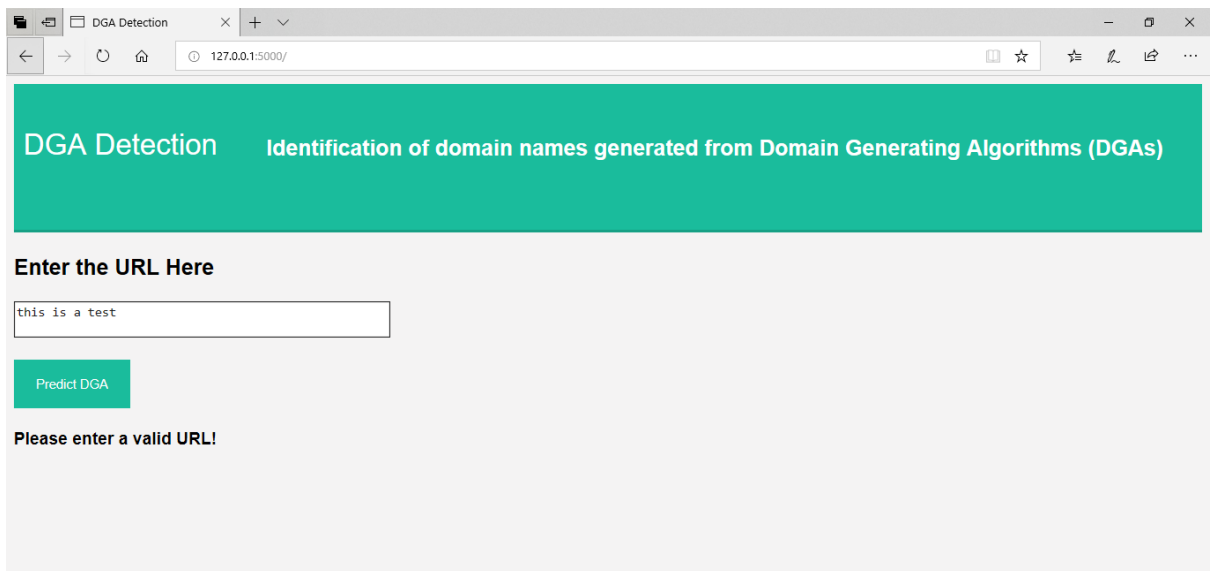 DGA Detection
127.0.0.1:5000/
DGA Detection
Identification of domain names generated from Domain Generating Algorithms (DGAs)
Enter the URL Here
this is a test
Predict DGA
Please enter a valid URL!